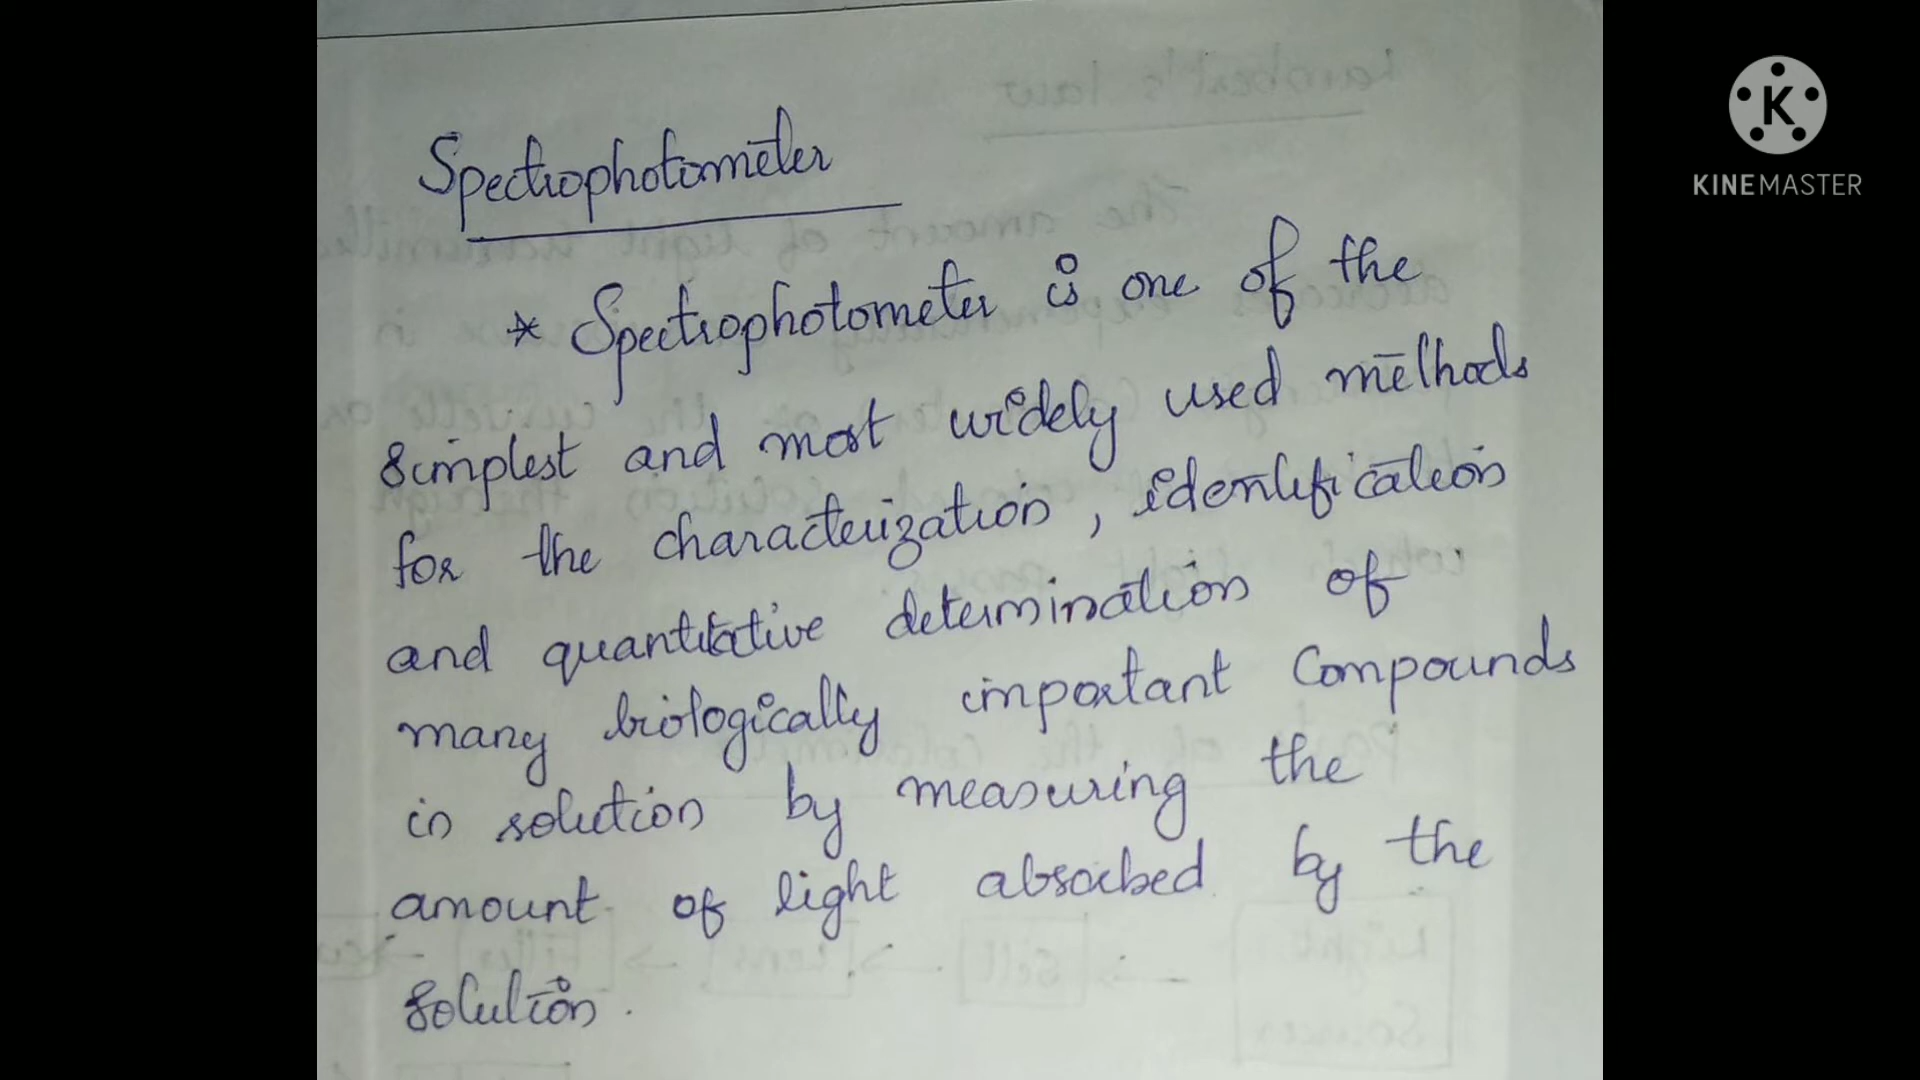 Spectrophotometer
* Spectrophotometer is one of the
simplest and most widely used methods
for the characterization, identification
and quantitative determination of
many biologically important Compounds
in solution by measuring the
amount of light absorbed by the
solution.
K
KINEMASTER